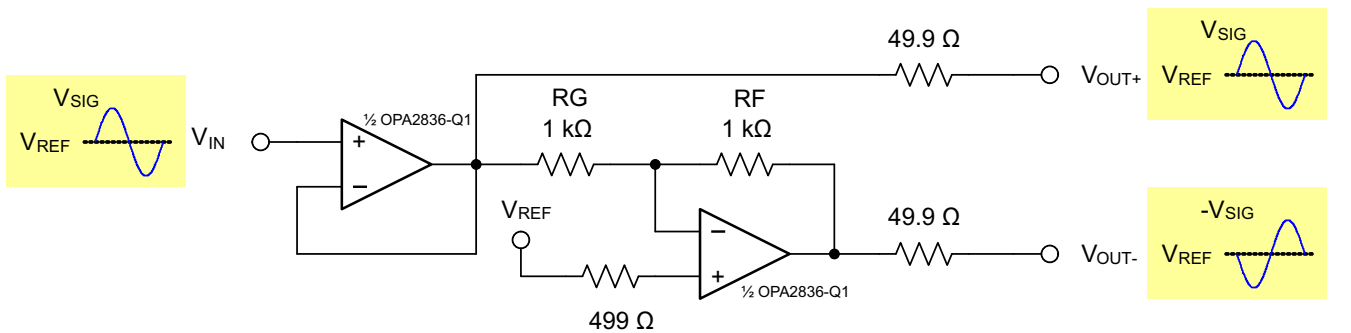 VSIG
VREF
VIN
½ OPA2836-Q1
RG
1 kΩ
RF
1 kΩ
49.9 Ω
VOUT+
VSIG
VREF
VREF
499 Ω
½ OPA2836-Q1
49.9 Ω
VOUT-
-VSIG
VREF